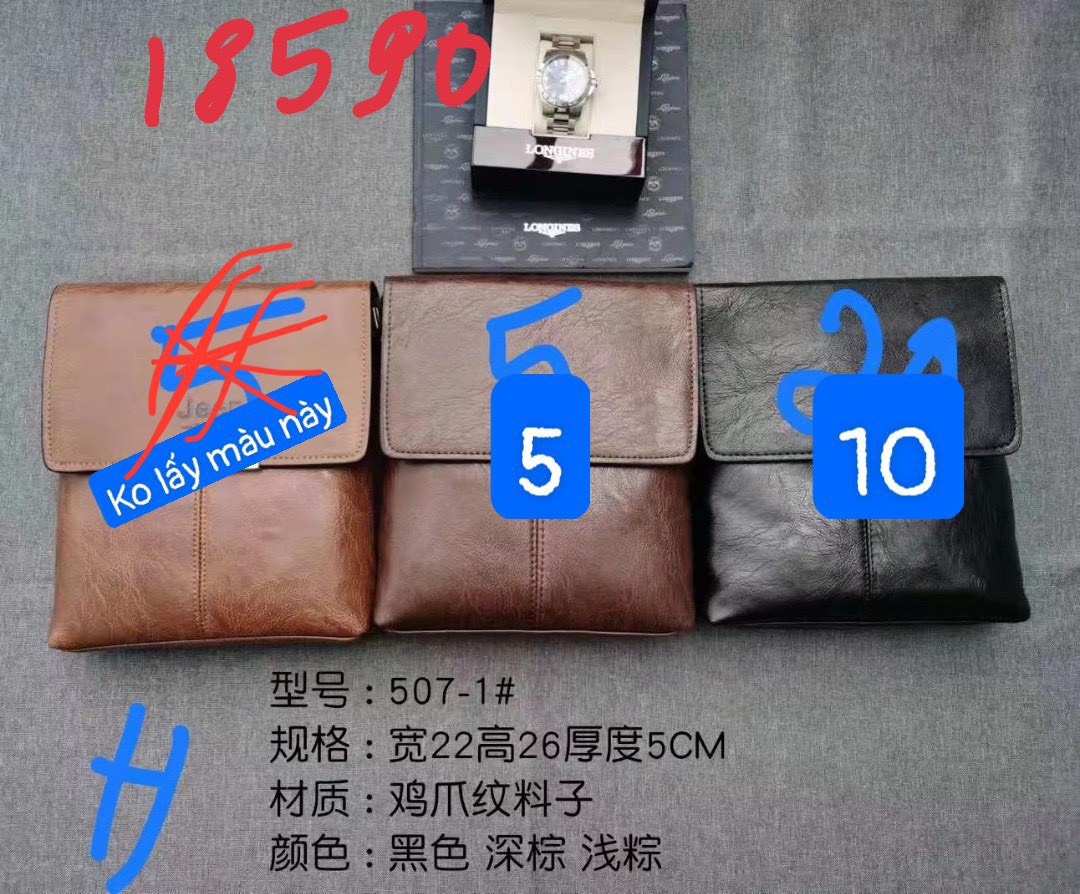 18590
LONGINES
LONGINES
5
5
Jeep
Ko lấy màu này
5
10
型号：507-1#
规格：宽22高26厚度5CM
材质：鸡爪纹料子
颜色：黑色 深棕 浅粽
H